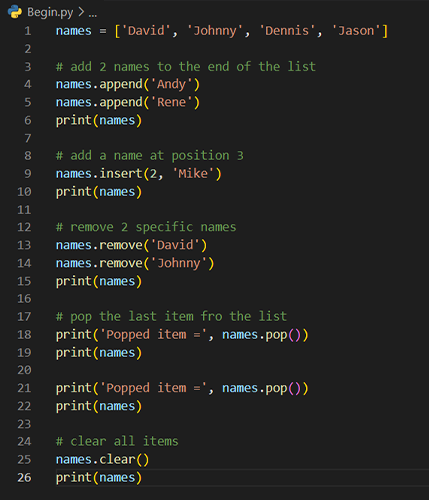 Begin.py > ...
1 names = ['David', 'Johnny', 'Dennis', 'Jason']
2
3 # add 2 names to the end of the list
4 names.append('Andy')
5 names.append('Rene')
6 print(names)
7
8 # add a name at position 3
9 names.insert(2, 'Mike')
10 print(names)
11
12 # remove 2 specific names
13 names.remove('David')
14 names.remove('Johnny')
15 print(names)
16
17 # pop the last item fro the list
18 print('Popped item =', names.pop())
19 print(names)
20
21 print('Popped item =', names.pop())
22 print(names)
23
24 # clear all items
25 names.clear()
26 print(names)